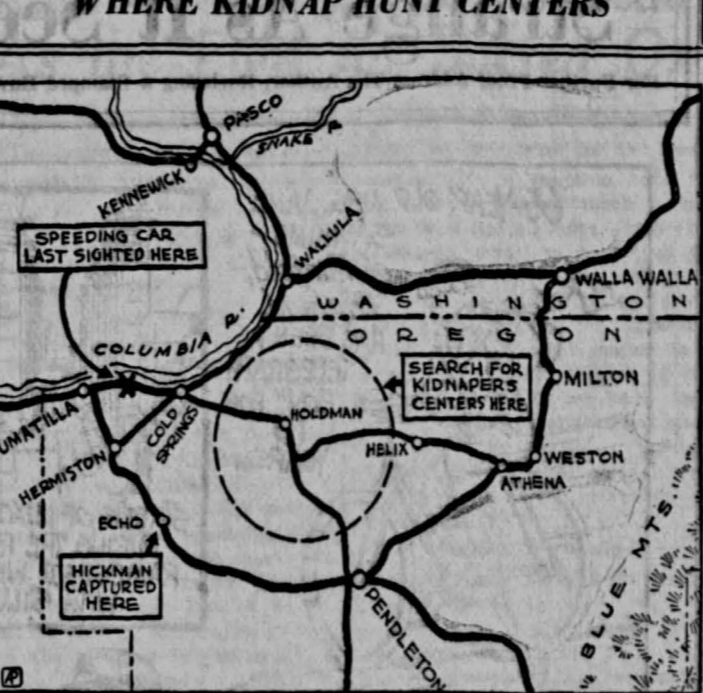 WHERE KIDNAP HUNT CENTERS
PASCO
SNAKE R.
KENNEWICK
SPEEDING CAR
LAST SIGHTED HERE
WALLULA
WALLA WALLA
WASHINGTON
OREGON
COLUMBIA R.
SEARCH FOR
KIDNAPERS
CENTERS HERE
MILTON
UMATILLA
COLD
SPRINGS
HOLDMAN
HERMISTON
HELIX
WESTON
ATHENA
ECHO
HICKMAN
CAPTURED
HERE
PENDLETON
BLUE MTS.
AP